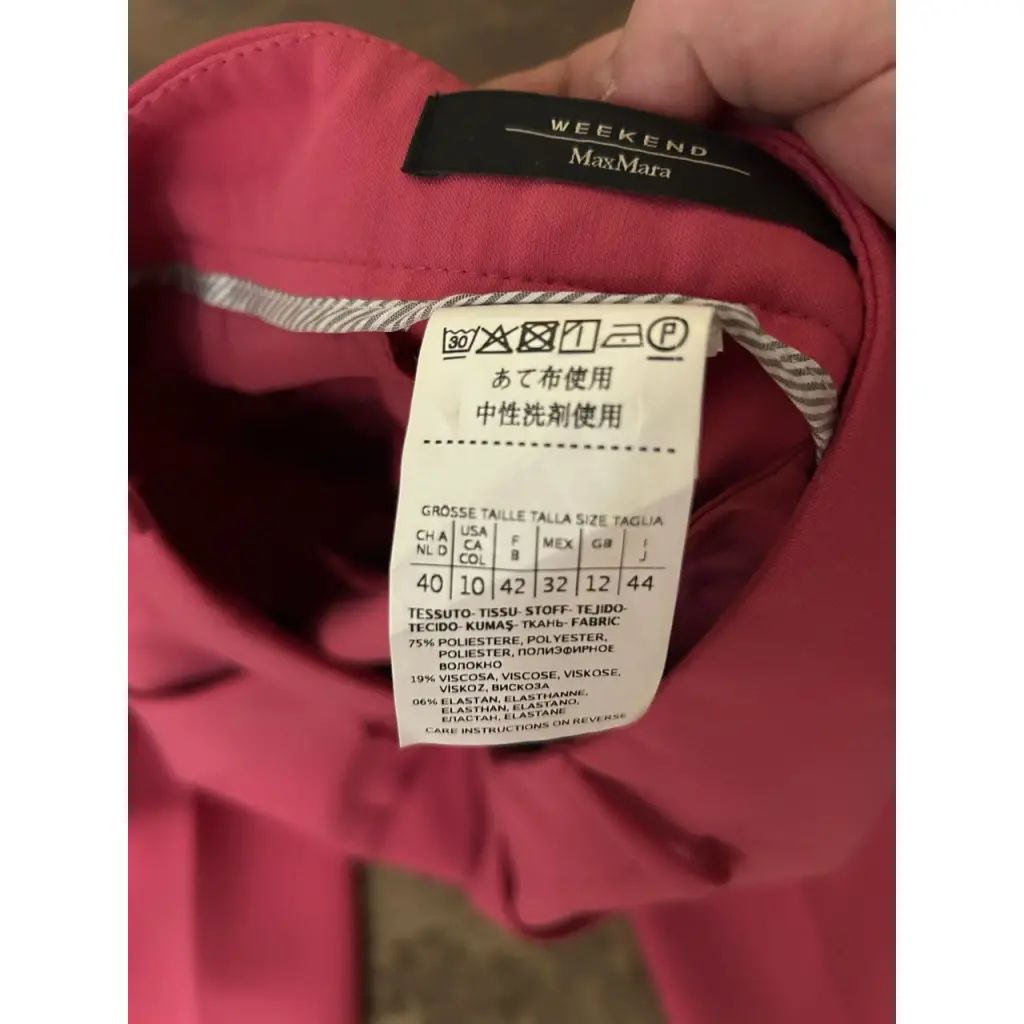 WEEKEND
MaxMara
30 P
あて布使用
中性洗剤使用
GRÖSSE TAILLE TALLA SIZE TAGLIA
CH A NL D USA CA COL F B MEX GB I J
40 10 42 32 12 44
TESSUTO- TISSU- STOFF- TEJIDO-
TECIDO- KUMAŞ- ТКАНЬ- FABRIC
75% POLIESTERE, POLYESTER,
POLIESTER, ПОЛИЭФИРНОЕ
ВОЛОКНО
19% VISCOSA, VISCOSE, VISKOSE,
VISKOZ, ВИСКОЗА
06% ELASTAN, ELASTHANNE,
ELASTHAN, ELASTANO,
ЕЛАСТАН, ELASTANE
CARE INSTRUCTIONS ON REVERSE